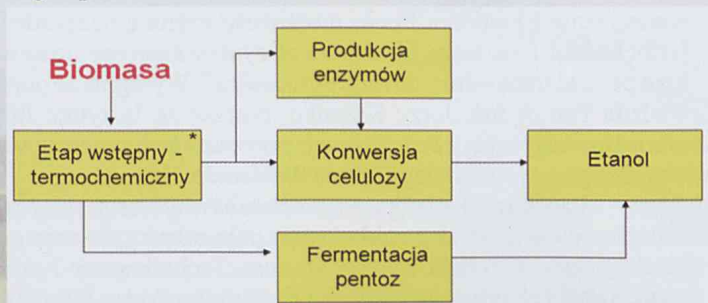 Produkcja
enzymów
Biomasa
Etap wstępny - *
termochemiczny
Konwersja
celulozy
Etanol
Fermentacja
pentoz